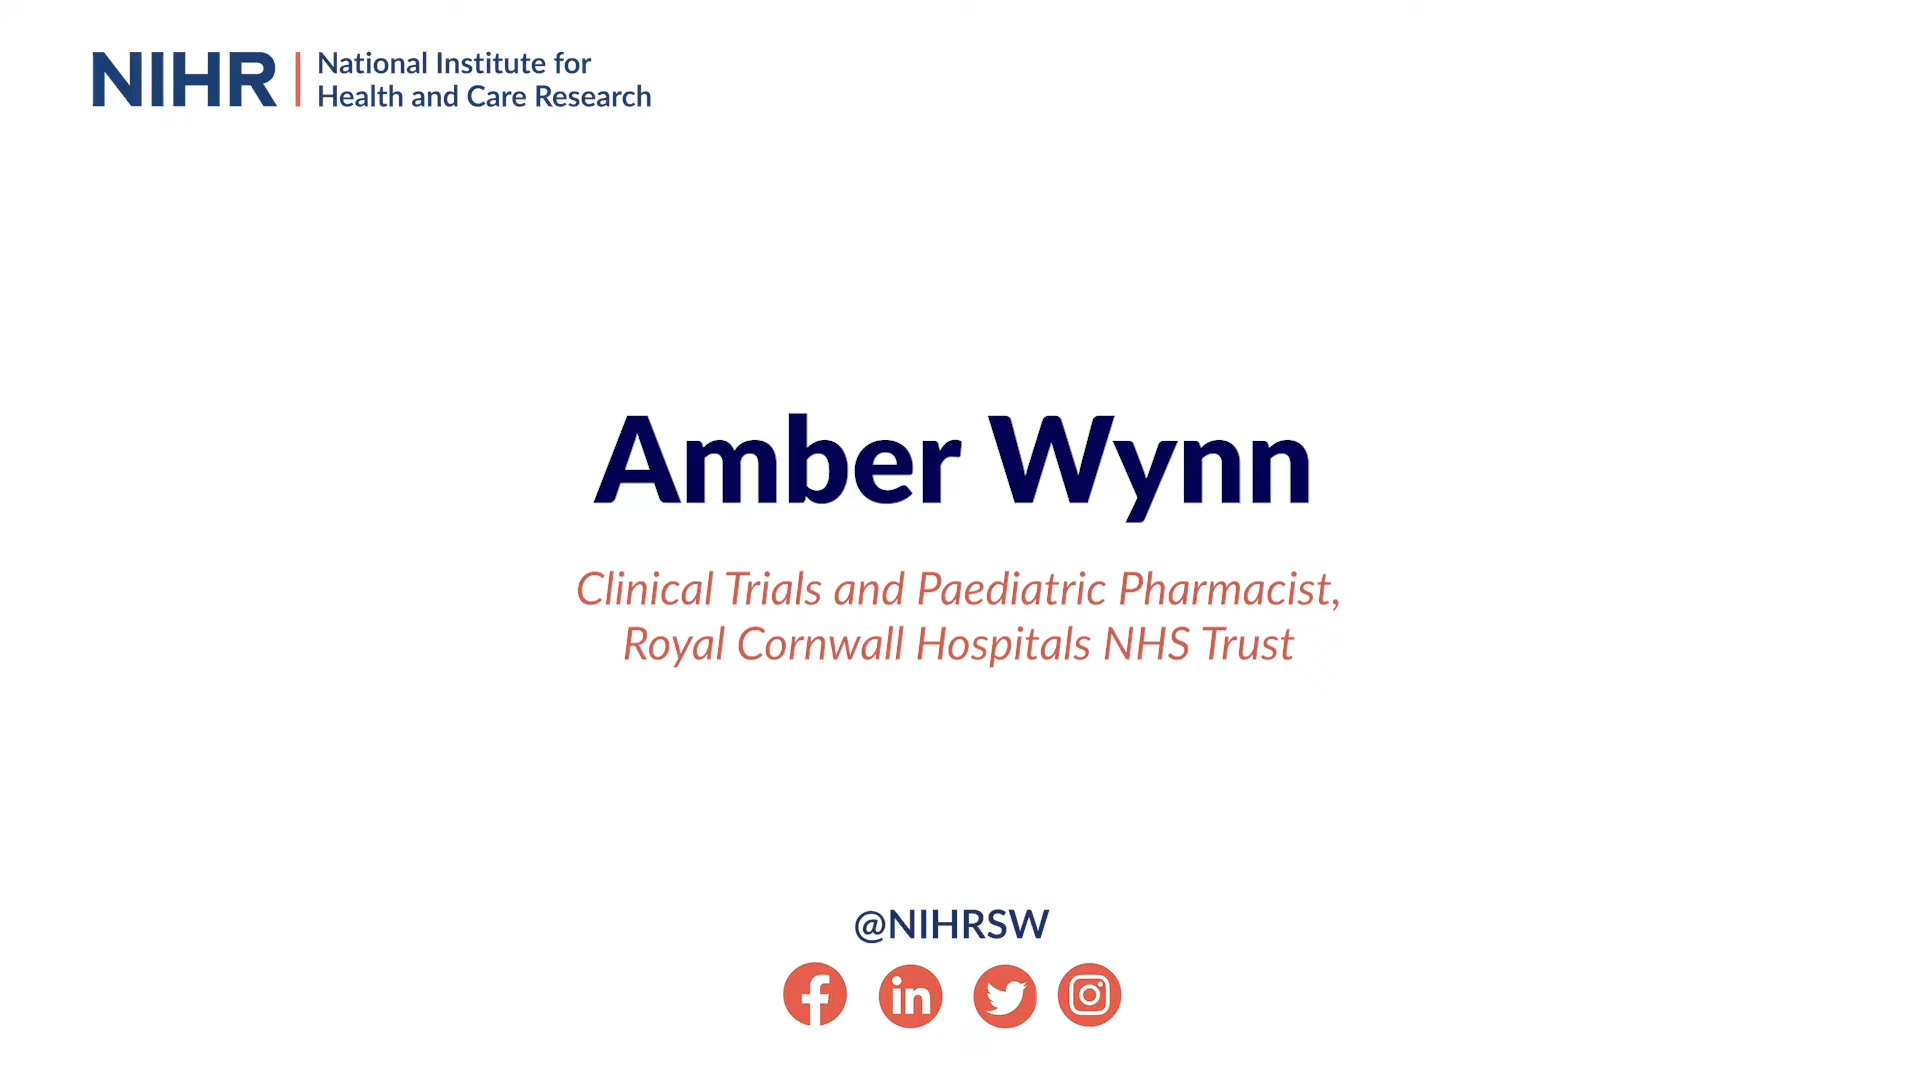 NIHR | National Institute for
Health and Care Research
Amber Wynn
Clinical Trials and Paediatric Pharmacist,
Royal Cornwall Hospitals NHS Trust
@NIHRSW